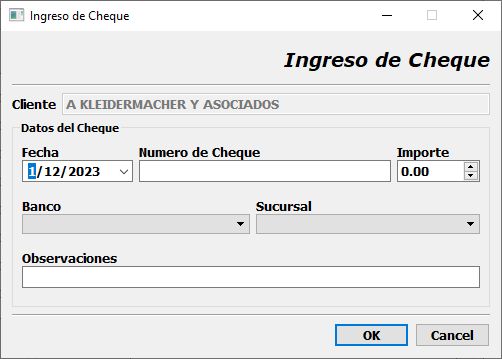 Ingreso de Cheque
Ingreso de Cheque
Cliente A KLEIDERMACHER Y ASOCIADOS
Datos del Cheque
Fecha Numero de Cheque Importe
1/12/2023 0.00
Banco Sucursal
Observaciones
OK Cancel